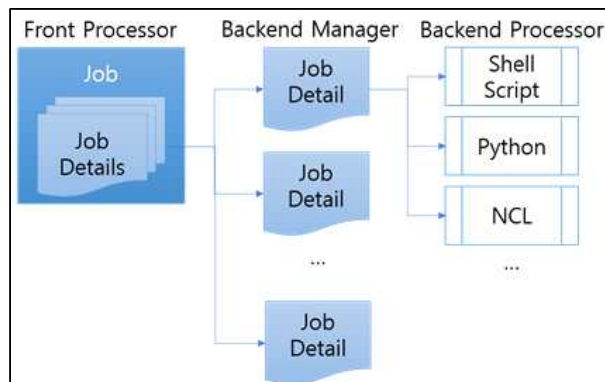 Front Processor
Backend Manager
Backend Processor
Job
Job
Details
Job
Detail
Job
Detail
...
Job
Detail
Shell
Script
Python
NCL
...